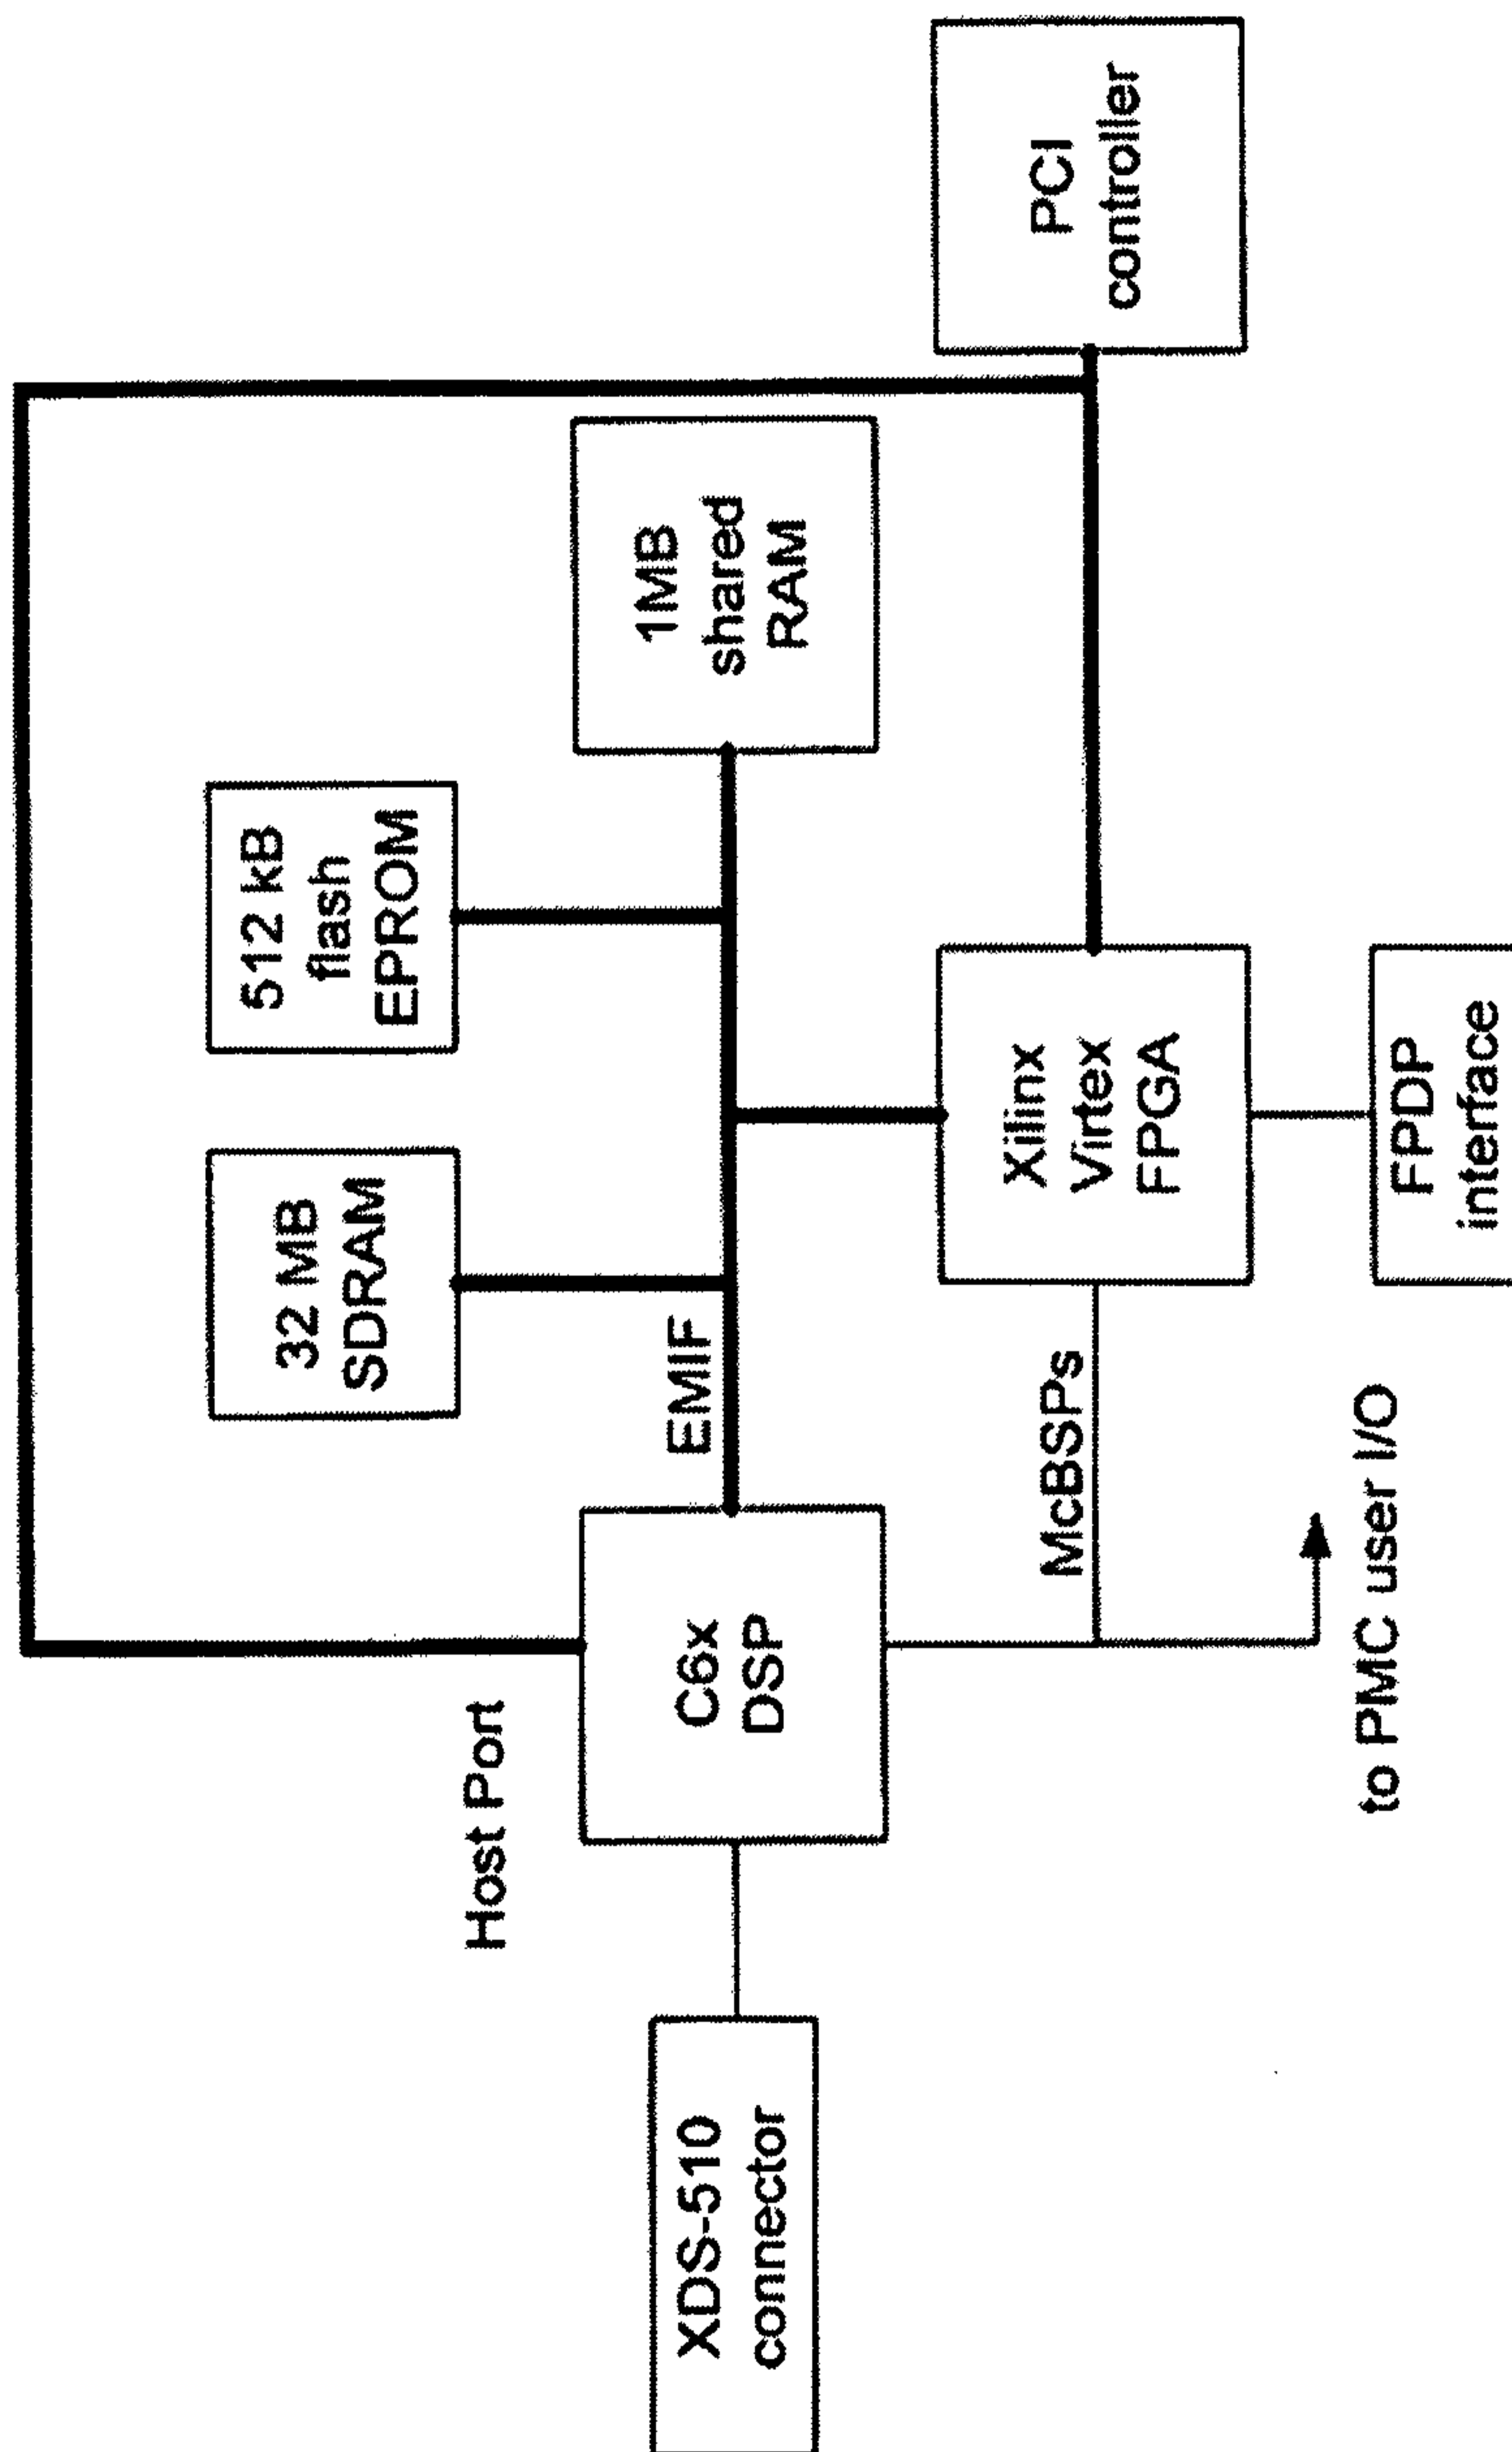 32 MB
SDRAM
512 kB
flash
EPROM
Host Port
EMIF
1MB
shared
RAM
XDS-510
connector
C6x
DSP
McBSPs
Xilinx
Virtex
FPGA
PCI
controller
to PMC user I/O
FPDP
interface